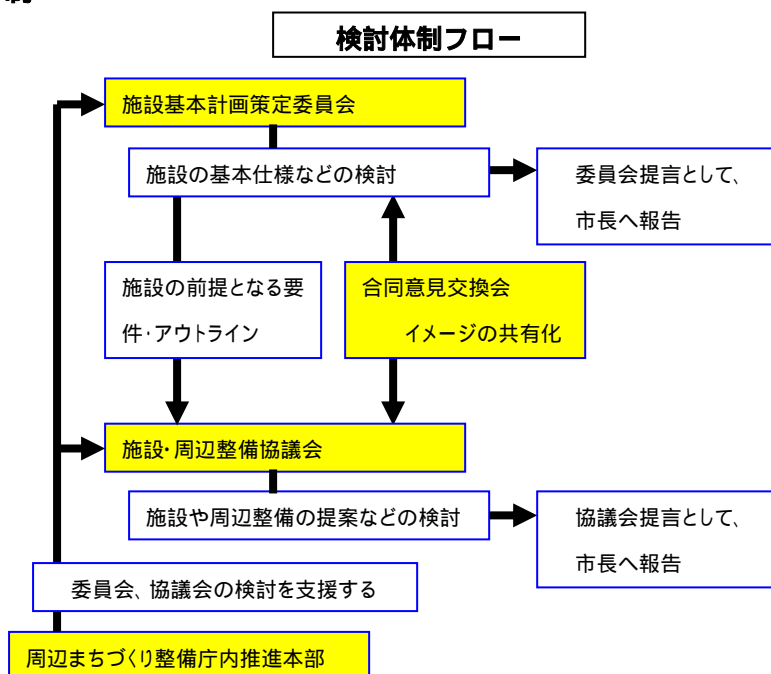 検討体制フロー
施設基本計画策定委員会
施設の基本仕様などの検討
委員会提言として、
市長へ報告
施設の前提となる要
件・アウトライン
合同意見交換会
イメージの共有化
施設・周辺整備協議会
施設や周辺整備の提案などの検討
協議会提言として、
市長へ報告
委員会、協議会の検討を支援する
周辺まちづくり整備庁内推進本部